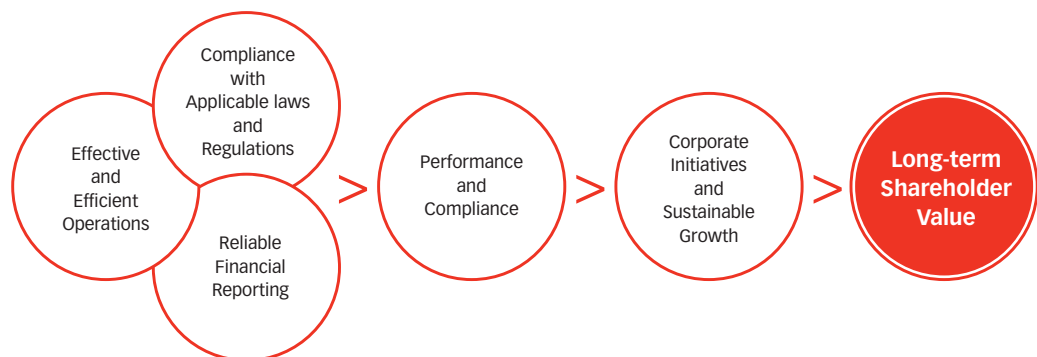 Effective
and
Efficient
Operations
Compliance
with
Applicable laws
and
Regulations
Reliable
Financial
Reporting
>
Performance
and
Compliance
>
Corporate
Initiatives
and
Sustainable
Growth
>
Long-term
Shareholder
Value